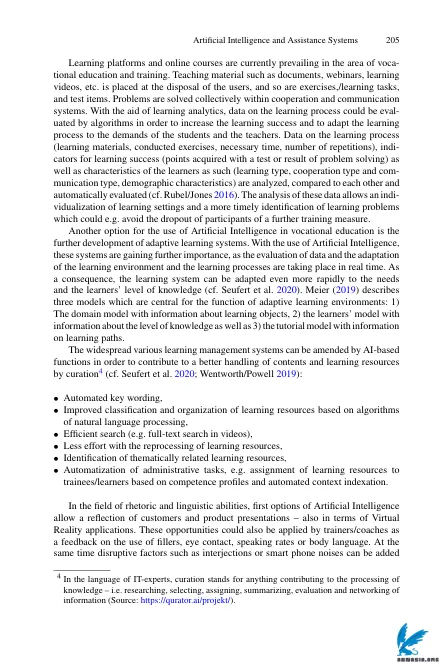 Artificial Intelligence and Assistance Systems 205
Learning platforms and online courses are currently prevailing in the area of voca-
tional education and training. Teaching material such as documents, webinars, learning
videos, etc. is placed at the disposal of the users, and so are exercises,/learning tasks,
and test items. Problems are solved collectively within cooperation and communication
systems. With the aid of learning analytics, data on the learning process could be eval-
uated by algorithms in order to increase the learning success and to adapt the learning
process to the demands of the students and the teachers. Data on the learning process
(learning materials, conducted exercises, necessary time, number of repetitions), indi-
cators for learning success (points acquired with a test or result of problem solving) as
well as characteristics of the learners as such (learning type, cooperation type and com-
munication type, demographic characteristics) are analyzed, compared to each other and
automatically evaluated (cf. Rubel/Jones 2016). The analysis of these data allows an indi-
vidualization of learning settings and a more timely identification of learning problems
which could e.g. avoid the dropout of participants of a further training measure.
Another option for the use of Artificial Intelligence in vocational education is the
further development of adaptive learning systems. With the use of Artificial Intelligence,
these systems are gaining further importance, as the evaluation of data and the adaptation
of the learning environment and the learning processes are taking place in real time. As
a consequence, the learning system can be adapted even more rapidly to the needs
and the learners' level of knowledge (cf. Seufert et al. 2020). Meier (2019) describes
three models which are central for the function of adaptive learning environments: 1)
The domain model with information about learning objects, 2) the learners' model with
information about the level of knowledge as well as 3) the tutorial model with information
on learning paths.
The widespread various learning management systems can be amended by AI-based
functions in order to contribute to a better handling of contents and learning resources
by curation4 (cf. Seufert et al. 2020; Wentworth/Powell 2019):
• Automated key wording,
• Improved classification and organization of learning resources based on algorithms
of natural language processing,
• Efficient search (e.g. full-text search in videos),
• Less effort with the reprocessing of learning resources,
• Identification of thematically related learning resources,
• Automatization of administrative tasks, e.g. assignment of learning resources to
trainees/learners based on competence profiles and automated context indexation.
In the field of rhetoric and linguistic abilities, first options of Artificial Intelligence
allow a reflection of customers and product presentations – also in terms of Virtual
Reality applications. These opportunities could also be applied by trainers/coaches as
a feedback on the use of fillers, eye contact, speaking rates or body language. At the
same time disruptive factors such as interjections or smart phone noises can be added
4 In the language of IT-experts, curation stands for anything contributing to the processing of
knowledge – i.e. researching, selecting, assigning, summarizing, evaluation and networking of
information (Source: https://qurator.ai/projekt/).